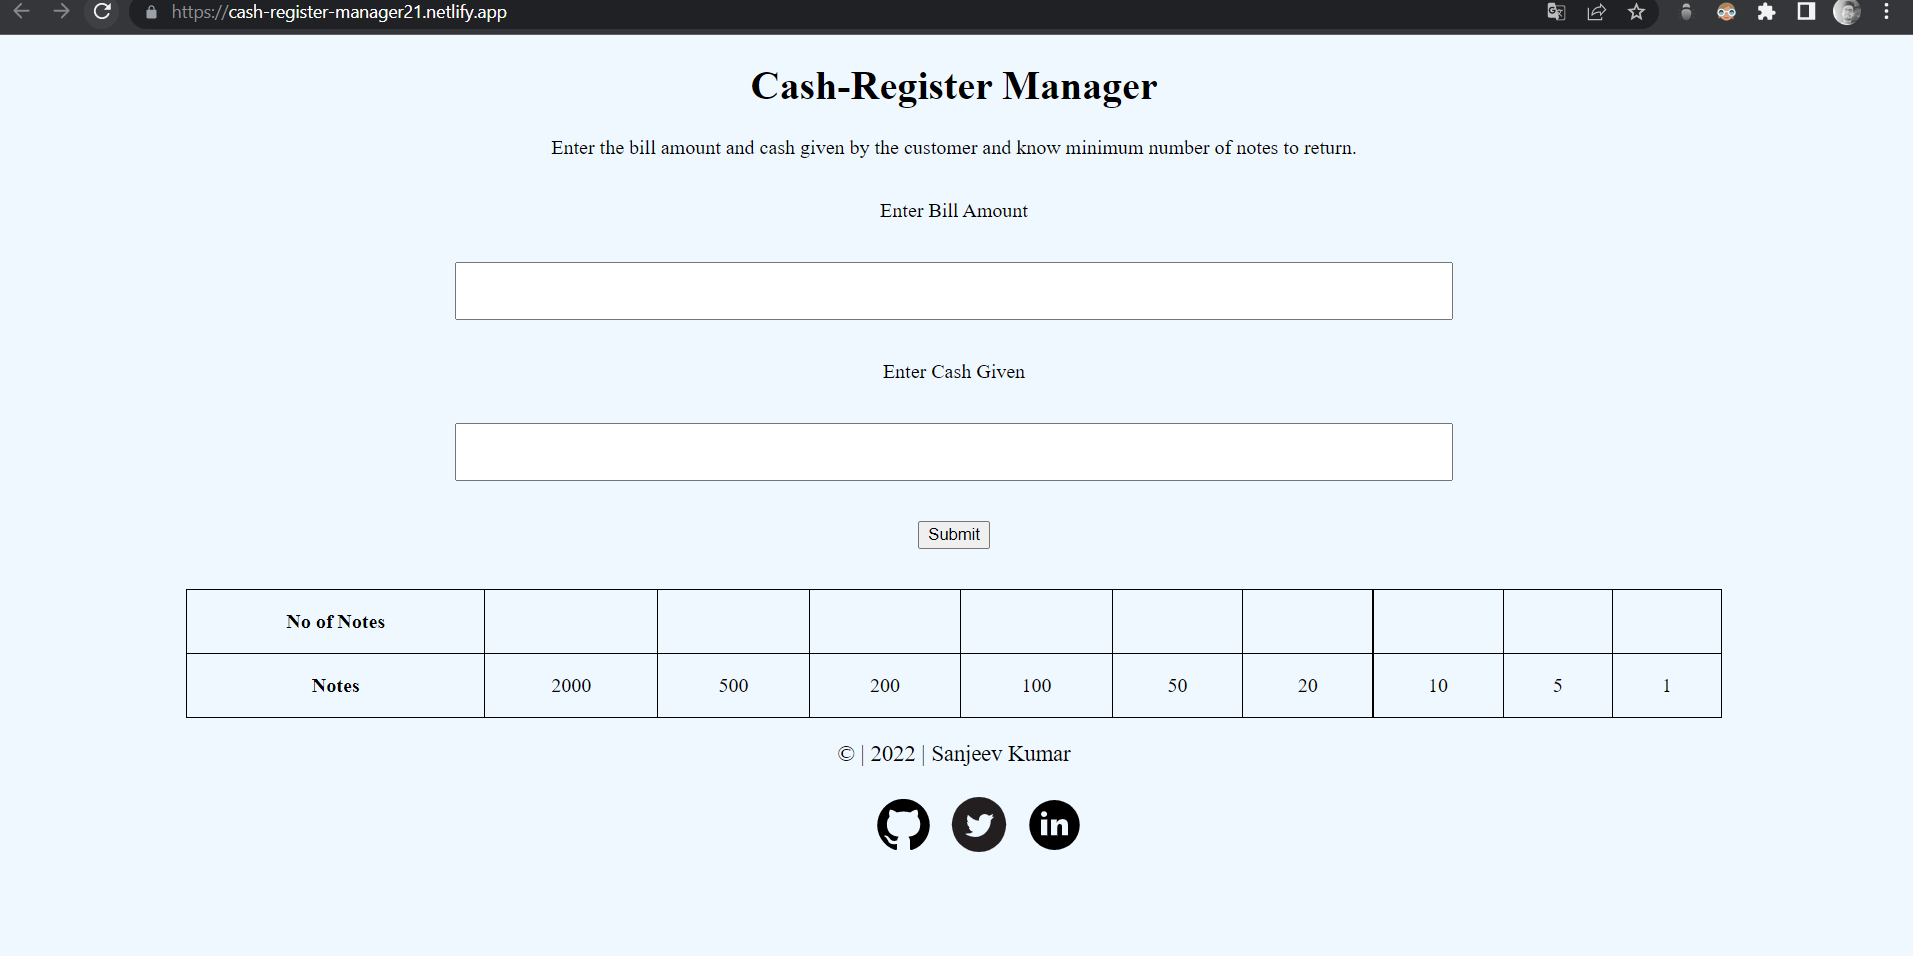 https://cash-register-manager21.netlify.app
Cash-Register Manager
Enter the bill amount and cash given by the customer and know minimum number of notes to return.
Enter Bill Amount
Enter Cash Given
Submit
No of Notes
Notes 2000 500 200 100 50 20 10 5 1
© | 2022 | Sanjeev Kumar
in